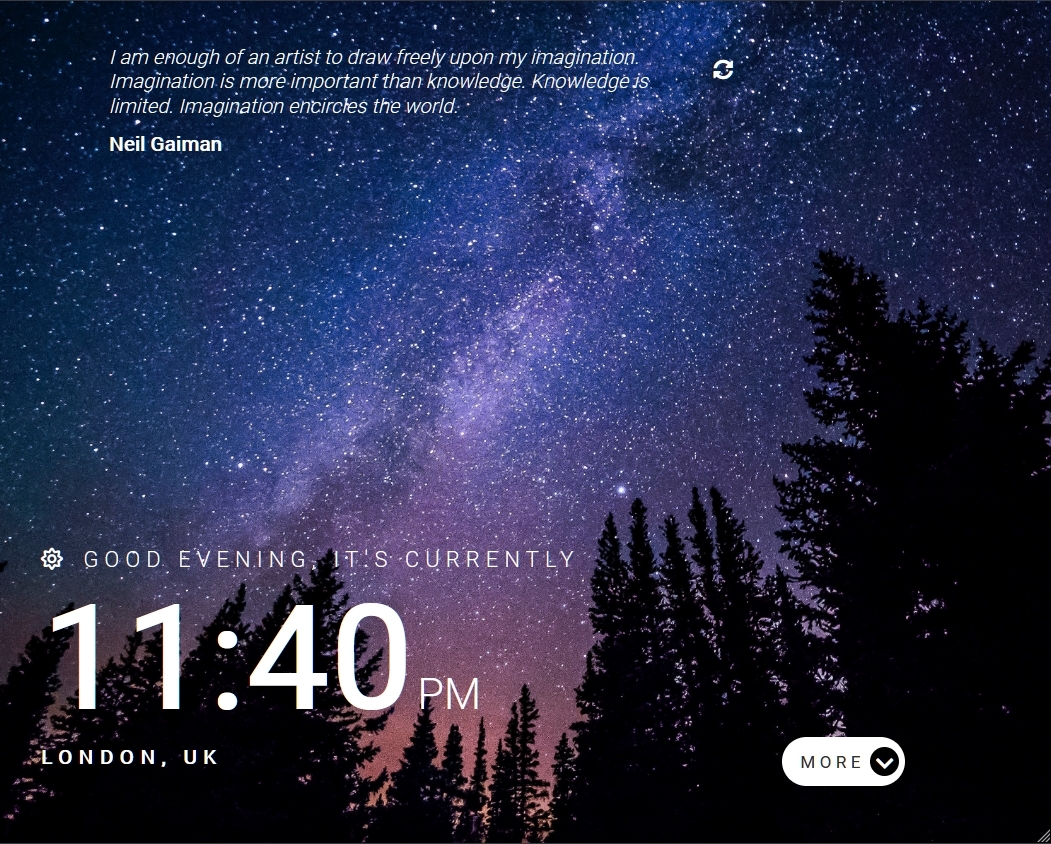 I am enough of an artist to draw freely upon my imagination.
Imagination is more important than knowledge. Knowledge is
limited. Imagination encircles the world.
Neil Gaiman
GOOD EVENING, IT'S CURRENTLY
11:40 PM
LONDON, UK
MORE